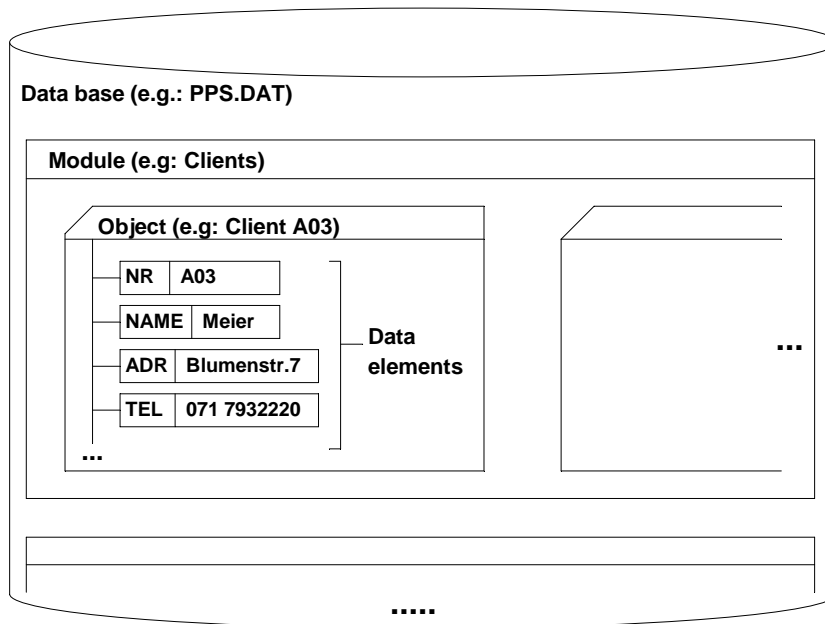 Data base (e.g.: PPS.DAT)
Module (e.g: Clients)
Object (e.g: Client A03)
NR A03
NAME Meier
ADR Blumenstr.7
TEL 071 7932220
...
Data
elements
...
.....